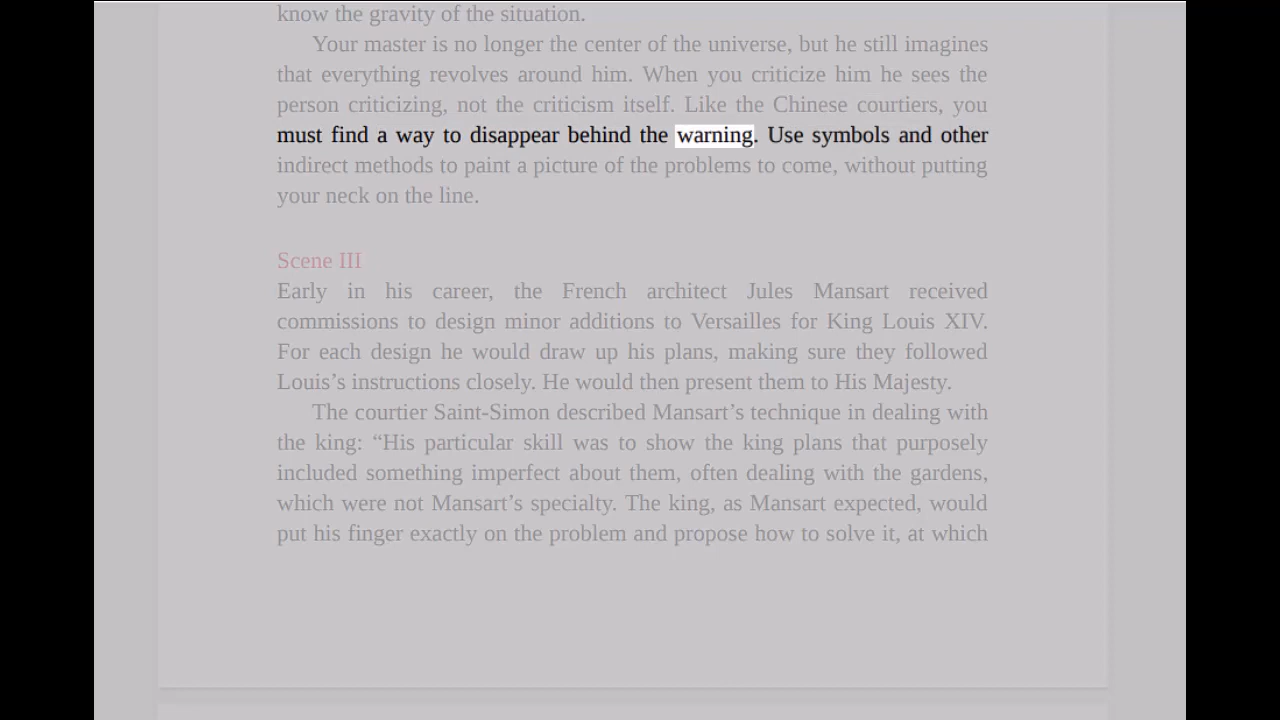 know the gravity of the situation.
Your master is no longer the center of the universe, but he still imagines
that everything revolves around him. When you criticize him he sees the
person criticizing, not the criticism itself. Like the Chinese courtiers, you
must find a way to disappear behind the warning. Use symbols and other
indirect methods to paint a picture of the problems to come, without putting
your neck on the line.
Scene III
Early in his career, the French architect Jules Mansart received
commissions to design minor additions to Versailles for King Louis XIV.
For each design he would draw up his plans, making sure they followed
Louis’s instructions closely. He would then present them to His Majesty.
The courtier Saint-Simon described Mansart’s technique in dealing with
the king: “His particular skill was to show the king plans that purposely
included something imperfect about them, often dealing with the gardens,
which were not Mansart’s specialty. The king, as Mansart expected, would
put his finger exactly on the problem and propose how to solve it, at which